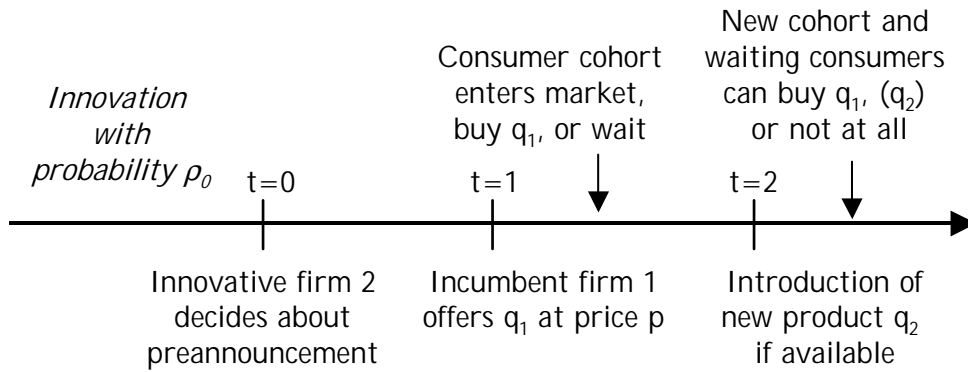 Innovation
with
probability ρ₀
t=0
Innovative firm 2
decides about
preannouncement
t=1
Incumbent firm 1
offers q₁ at price p
Consumer cohort
enters market,
buy q₁, or wait
t=2
Introduction of
new product q₂
if available
New cohort and
waiting consumers
can buy q₁, (q₂)
or not at all